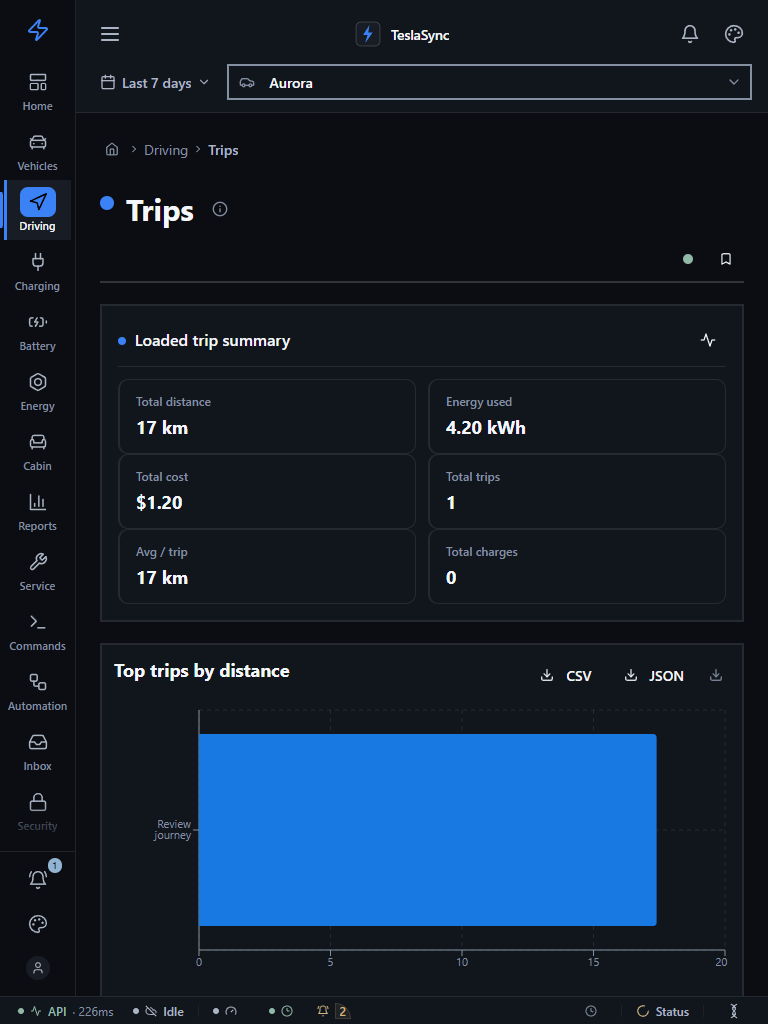 TeslaSync
Last 7 days
Aurora
Home
Vehicles
Driving
Charging
Battery
Energy
Cabin
Reports
Service
Commands
Automation
Inbox
Security
1
Driving
Trips
Trips
Loaded trip summary
Total distance
17 km
Energy used
4.20 kWh
Total cost
$1.20
Total trips
1
Avg / trip
17 km
Total charges
0
Top trips by distance
CSV
JSON
Review
journey
0 5 10 15 20
API · 226ms
Idle
2
Status